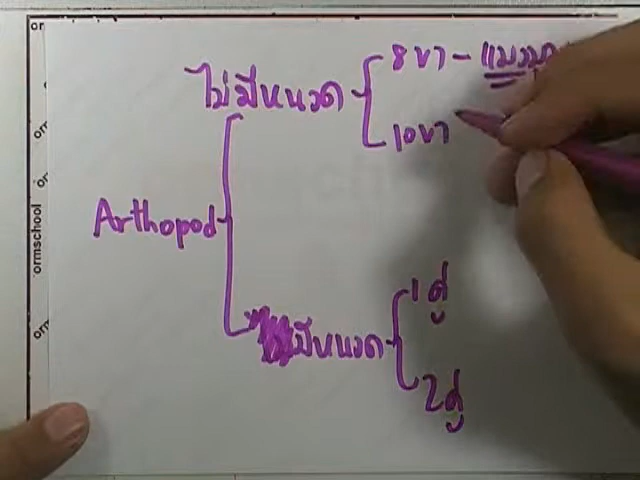 ormschool
ไม่มีหนวด
8 ขา - แมงมุม
10 ขา
Arthopod
มีหนวด
1 คู่
2 คู่